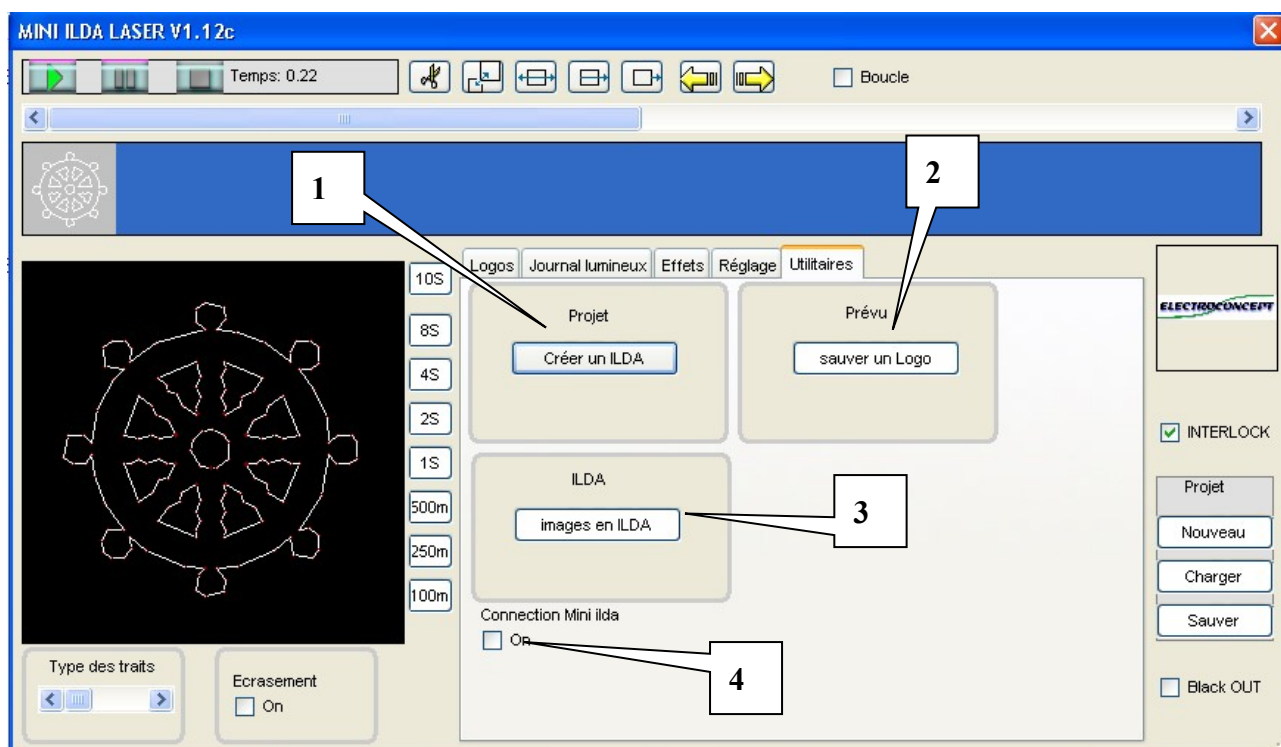 MINI ILDA LASER V1.12c
Temps: 0.22
Boucle
1
2
Logos Journal lumineux Effets Réglage Utilitaires
10S
8S
4S
2S
1S
500m
250m
100m
Projet
Créer un ILDA
Prévu
sauver un Logo
ILDA
images en ILDA
3
Connection Mini ilda
On
4
ELECTROCONCEPT
INTERLOCK
Projet
Nouveau
Charger
Sauver
Black OUT
Type des traits
Ecrasement
On